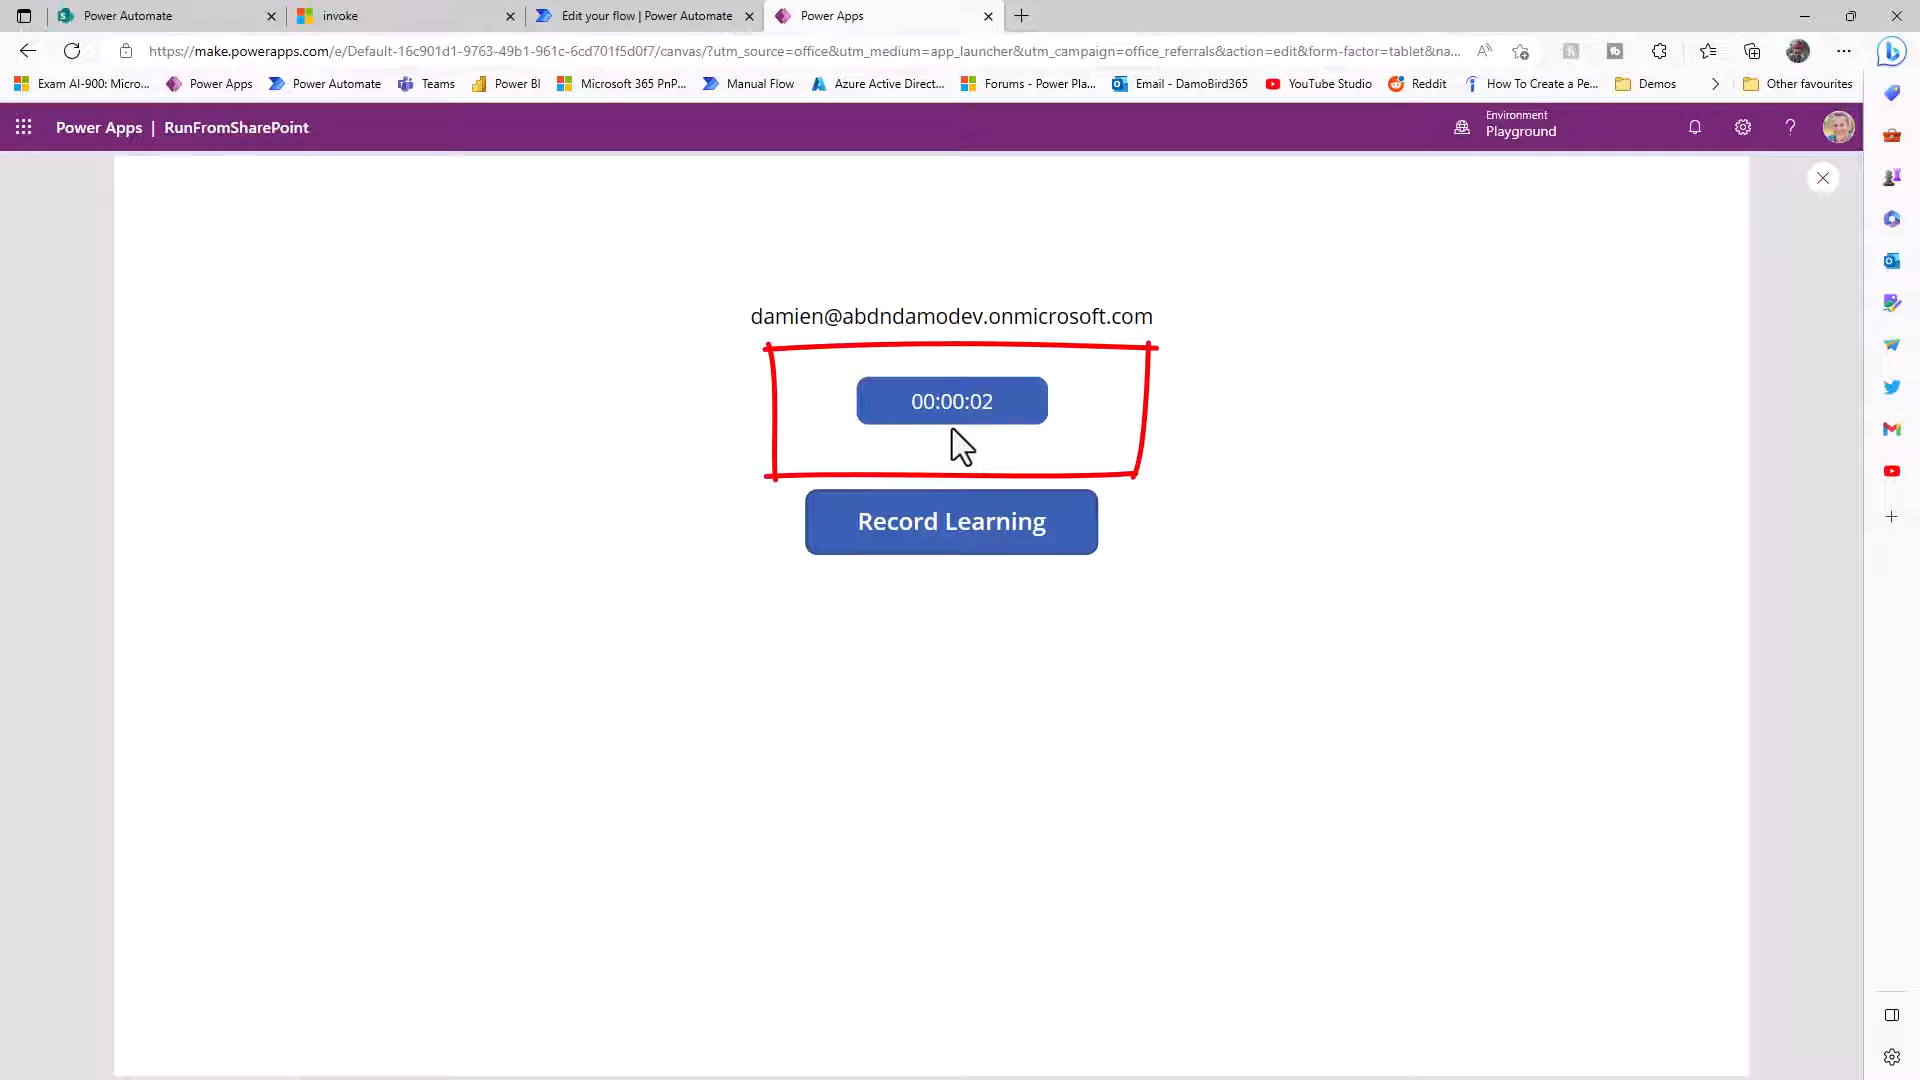 Power Automate
invoke
Edit your flow | Power Automate
Power Apps
https://make.powerapps.com/e/Default-16c901d1-9763-49b1-961c-6cd701f5d0f7/canvas/?utm_source=office&utm_medium=app_launcher&utm_campaign=office_referrals&action=edit&form-factor=tablet&na...
Exam AI-900: Micro...
Power Apps
Power Automate
Teams
Power BI
Microsoft 365 PnP...
Manual Flow
Azure Active Direct...
Forums - Power Pla...
Email - DamoBird365
YouTube Studio
Reddit
How To Create a Pe...
Demos
Other favourites
Power Apps | RunFromSharePoint
Environment
Playground
damien@abdndamodev.onmicrosoft.com
00:00:02
Record Learning